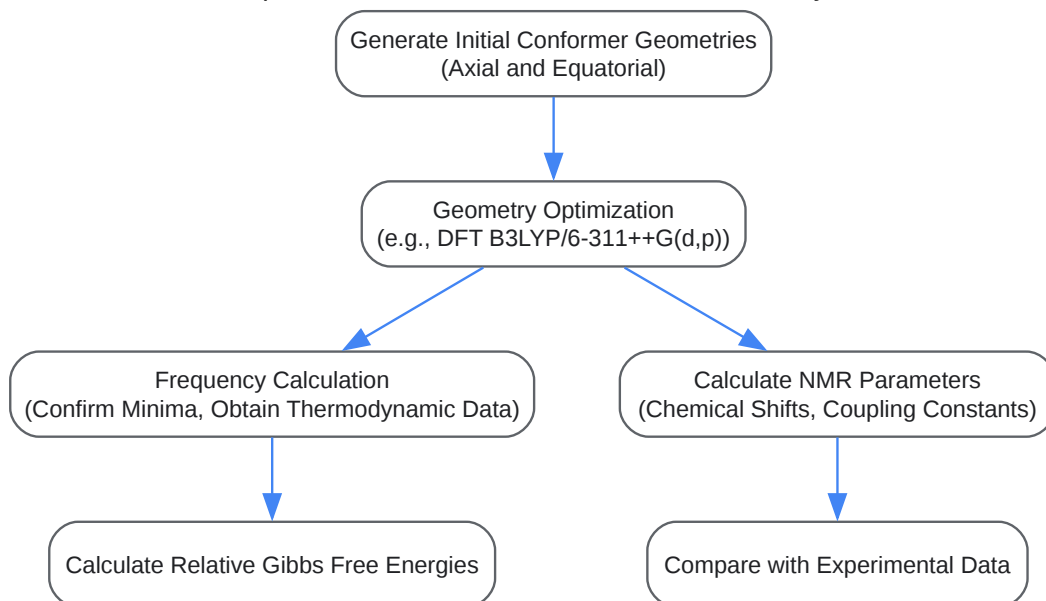 Generate Initial Conformer Geometries
(Axial and Equatorial)
Geometry Optimization
(e.g., DFT B3LYP/6-311++G(d,p))
Frequency Calculation
(Confirm Minima, Obtain Thermodynamic Data)
Calculate NMR Parameters
(Chemical Shifts, Coupling Constants)
Calculate Relative Gibbs Free Energies
Compare with Experimental Data